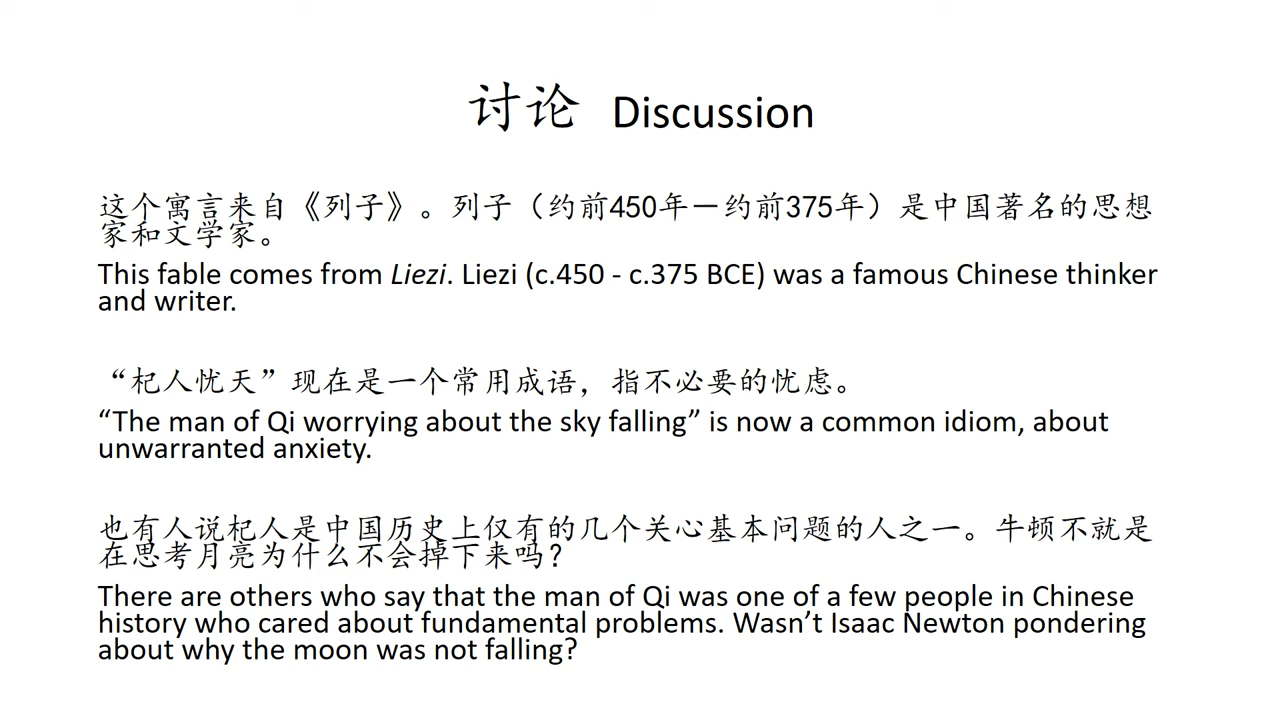 讨论 Discussion
这个寓言来自《列子》。列子（约前450年一约前375年）是中国著名的思想
家和文学家。
This fable comes from Liezi. Liezi (c.450 - c.375 BCE) was a famous Chinese thinker
and writer.
“杞人忧天”现在是一个常用成语，指不必要的忧虑。
“The man of Qi worrying about the sky falling” is now a common idiom, about
unwarranted anxiety.
也有人说杞人是中国历史上仅有的几个关心基本问题的人之一。牛顿不就是
在思考月亮为什么不会掉下来吗?
There are others who say that the man of Qi was one of a few people in Chinese
history who cared about fundamental problems. Wasn’t Isaac Newton pondering
about why the moon was not falling?